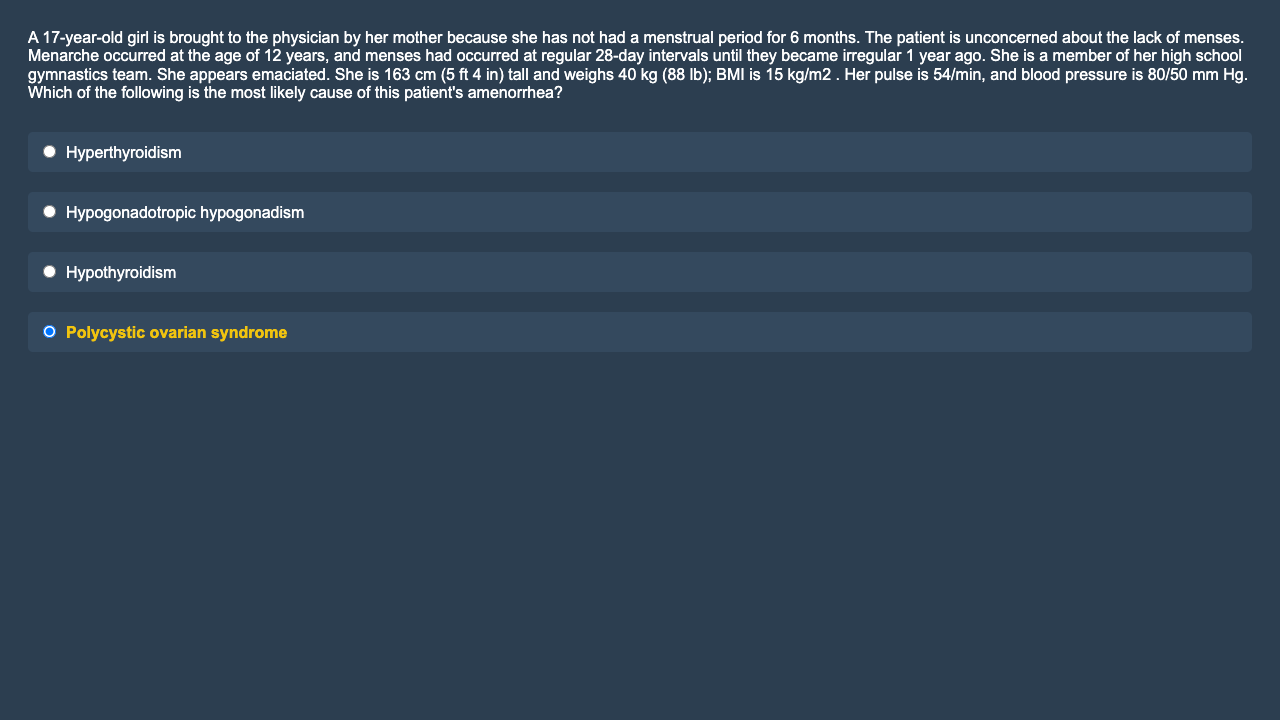 A 17-year-old girl is brought to the physician by her mother because she has not had a menstrual period for 6 months. The patient is unconcerned about the lack of menses.
Menarche occurred at the age of 12 years, and menses had occurred at regular 28-day intervals until they became irregular 1 year ago. She is a member of her high school
gymnastics team. She appears emaciated. She is 163 cm (5 ft 4 in) tall and weighs 40 kg (88 lb); BMI is 15 kg/m2 . Her pulse is 54/min, and blood pressure is 80/50 mm Hg.
Which of the following is the most likely cause of this patient's amenorrhea?
Hyperthyroidism
Hypogonadotropic hypogonadism
Hypothyroidism
Polycystic ovarian syndrome